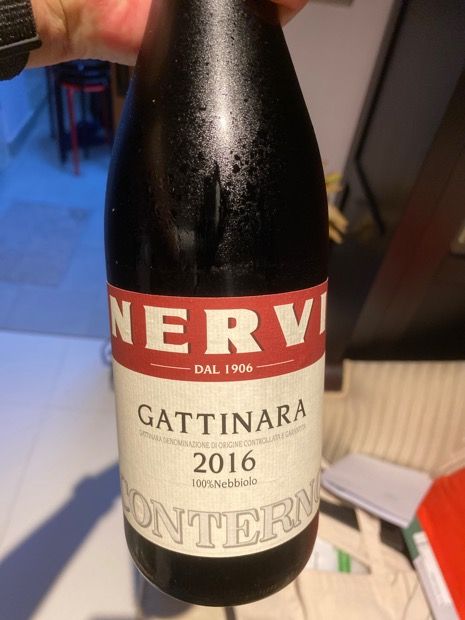 NERVI
DAL 1906
GATTINARA
GATTINARA DENOMINAZIONE DI ORIGINE CONTROLLATA E GARANTITA
2016
100%Nebbiolo
CONTERNO